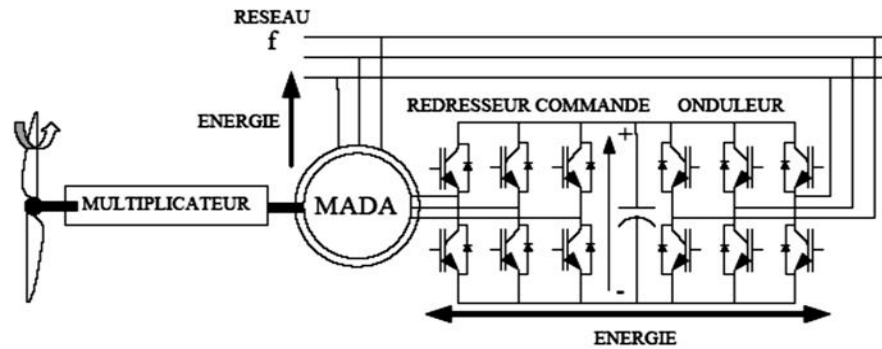 RESEAU
f
ENERGIE
REDRESSEUR COMMANDE
ONDULEUR
+
MULTIPLICATEUR
MADA
-
ENERGIE